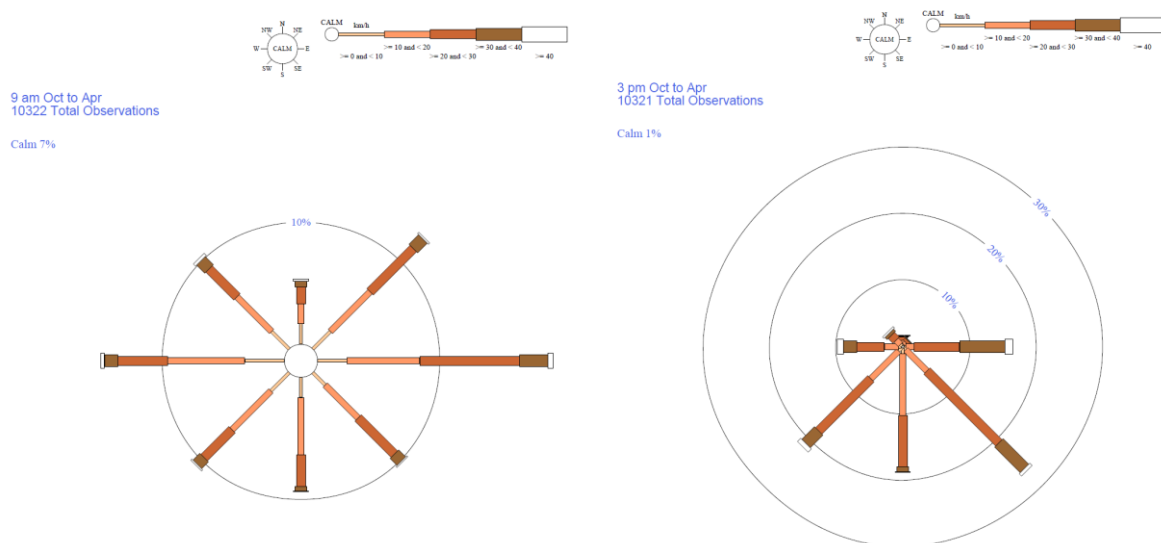 N
NW NE
W CALM E
SW SE
S
CALM km/h
>= 10 and < 20 >= 30 and < 40
>= 0 and < 10 >= 20 and < 30 >= 40
9 am Oct to Apr
10322 Total Observations
Calm 7%
10%
N
NW NE
W CALM E
SW SE
S
CALM km/h
>= 10 and < 20 >= 30 and < 40
>= 0 and < 10 >= 20 and < 30 >= 40
3 pm Oct to Apr
10321 Total Observations
Calm 1%
30%
20%
10%